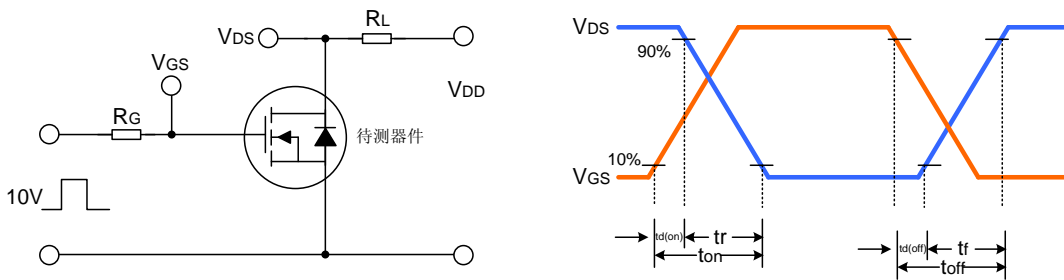 VDS
RL
VGS
VDD
RG
待测器件
10V
VDS
90%
10%
VGS
td(on)
tr
ton
td(off)
tf
toff